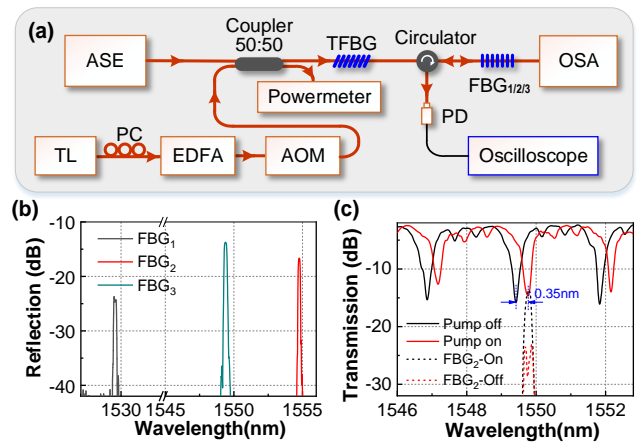 (a)
ASE
Coupler
50:50
TFBG
Circulator
OSA
FBG1/2/3
Powermeter
PD
PC
TL
EDFA
AOM
Oscilloscope
(b)
-10
-20
-30
-40
Reflection (dB)
FBG1
FBG2
FBG3
1530 1545 1550 1555
Wavelength(nm)
(c)
-10
-20
-30
Transmission (dB)
0.35nm
Pump off
Pump on
FBG2-On
FBG2-Off
1546 1548 1550 1552
Wavelength(nm)